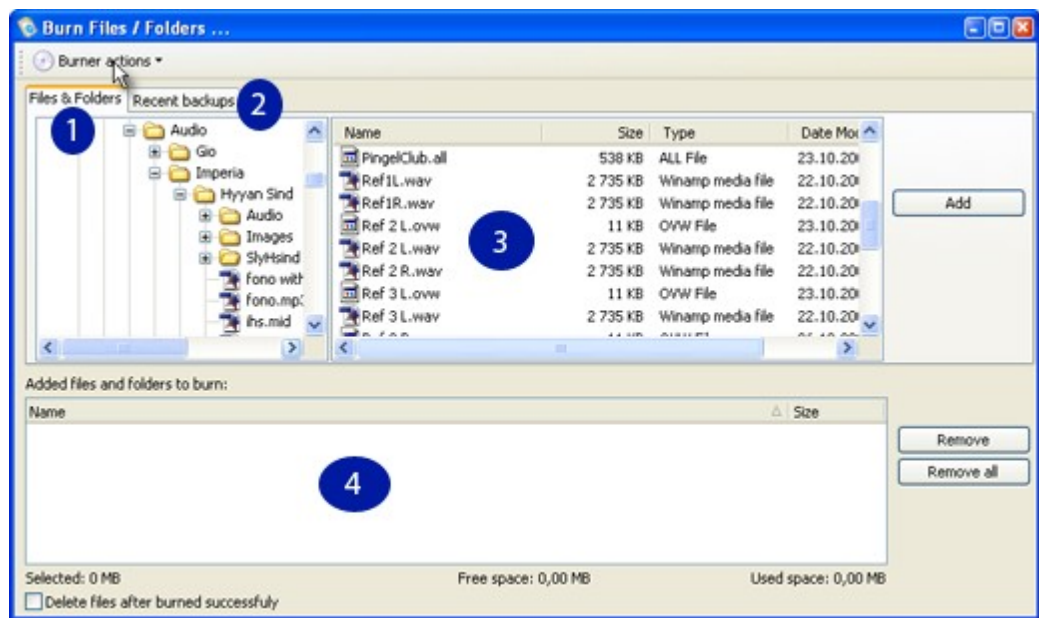 Burn Files / Folders ...
Burner actions
Files & Folders
Recent backups
1
2
Audio
Gio
Imperia
Hyyan Sind
Audio
Images
SlyHsind
fono with
fono.mp3
ihs.mid
Name Size Type Date Mo
PingelClub.all 538 KB ALL File 23.10.20
Ref1L.wav 2 735 KB Winamp media file 22.10.20
Ref1R.wav 2 735 KB Winamp media file 22.10.20
Ref 2 L.ovw 11 KB OVW File 23.10.20
Ref 2 L.wav 2 735 KB Winamp media file 22.10.20
Ref 2 R.wav 2 735 KB Winamp media file 22.10.20
Ref 3 L.ovw 11 KB OVW File 23.10.20
Ref 3 L.wav 2 735 KB Winamp media file 22.10.20
3
Add
Added files and folders to burn:
Name Size
4
Remove
Remove all
Selected: 0 MB Free space: 0,00 MB Used space: 0,00 MB
Delete files after burned successfuly